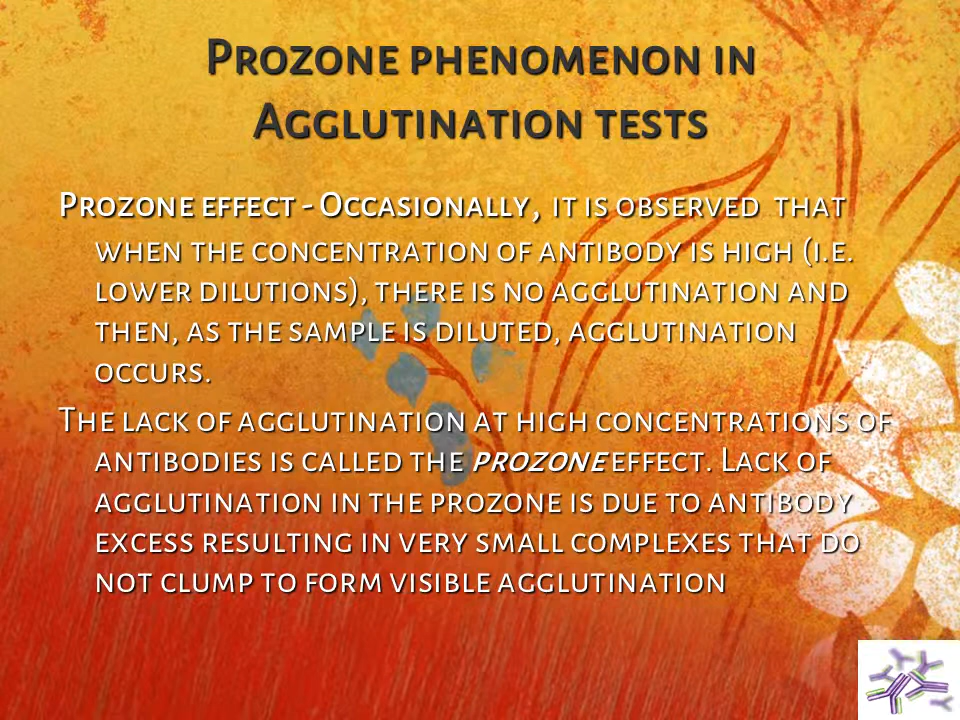 Prozone phenomenon in
Agglutination tests
Prozone effect - Occasionally, it is observed that
when the concentration of antibody is high (i.e.
lower dilutions), there is no agglutination and
then, as the sample is diluted, agglutination
occurs.
The lack of agglutination at high concentrations of
antibodies is called the prozone effect. Lack of
agglutination in the prozone is due to antibody
excess resulting in very small complexes that do
not clump to form visible agglutination